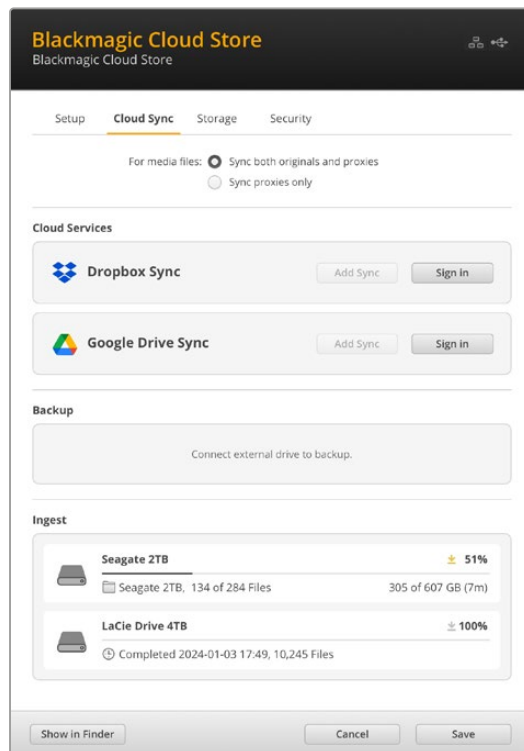 Blackmagic Cloud Store
Blackmagic Cloud Store
Setup Cloud Sync Storage Security
For media files: Sync both originals and proxies
Sync proxies only
Cloud Services
Dropbox Sync Add Sync Sign in
Google Drive Sync Add Sync Sign in
Backup
Connect external drive to backup.
Ingest
Seagate 2TB 51%
Seagate 2TB, 134 of 284 Files 305 of 607 GB (7m)
LaCie Drive 4TB 100%
Completed 2024-01-03 17:49, 10,245 Files
Show in Finder Cancel Save